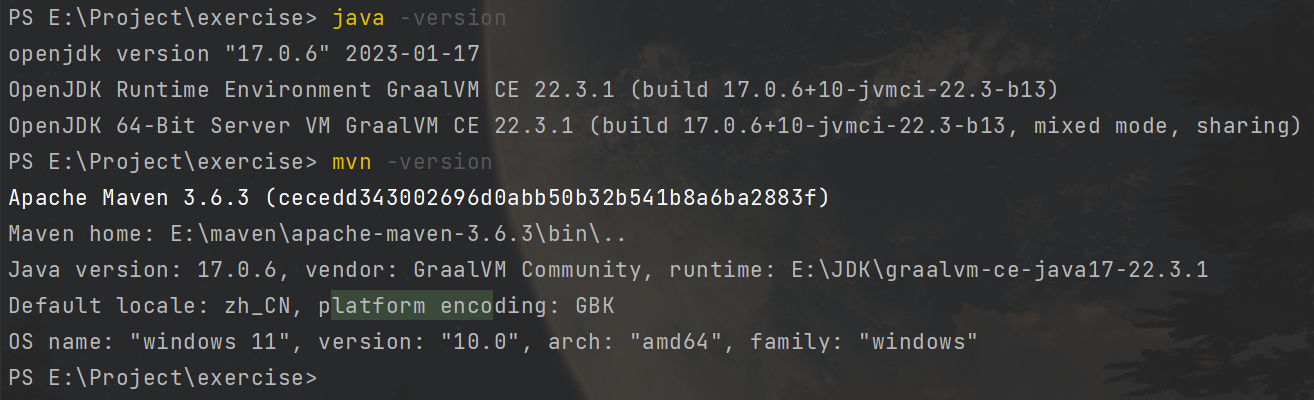 PS E:\Project\exercise> java -version
openjdk version "17.0.6" 2023-01-17
OpenJDK Runtime Environment GraalVM CE 22.3.1 (build 17.0.6+10-jvmci-22.3-b13)
OpenJDK 64-Bit Server VM GraalVM CE 22.3.1 (build 17.0.6+10-jvmci-22.3-b13, mixed mode, sharing)
PS E:\Project\exercise> mvn -version
Apache Maven 3.6.3 (cecedd343002696d0abb50b32b541b8a6ba2883f)
Maven home: E:\maven\apache-maven-3.6.3\bin\..
Java version: 17.0.6, vendor: GraalVM Community, runtime: E:\JDK\graalvm-ce-java17-22.3.1
Default locale: zh_CN, platform encoding: GBK
OS name: "windows 11", version: "10.0", arch: "amd64", family: "windows"
PS E:\Project\exercise>